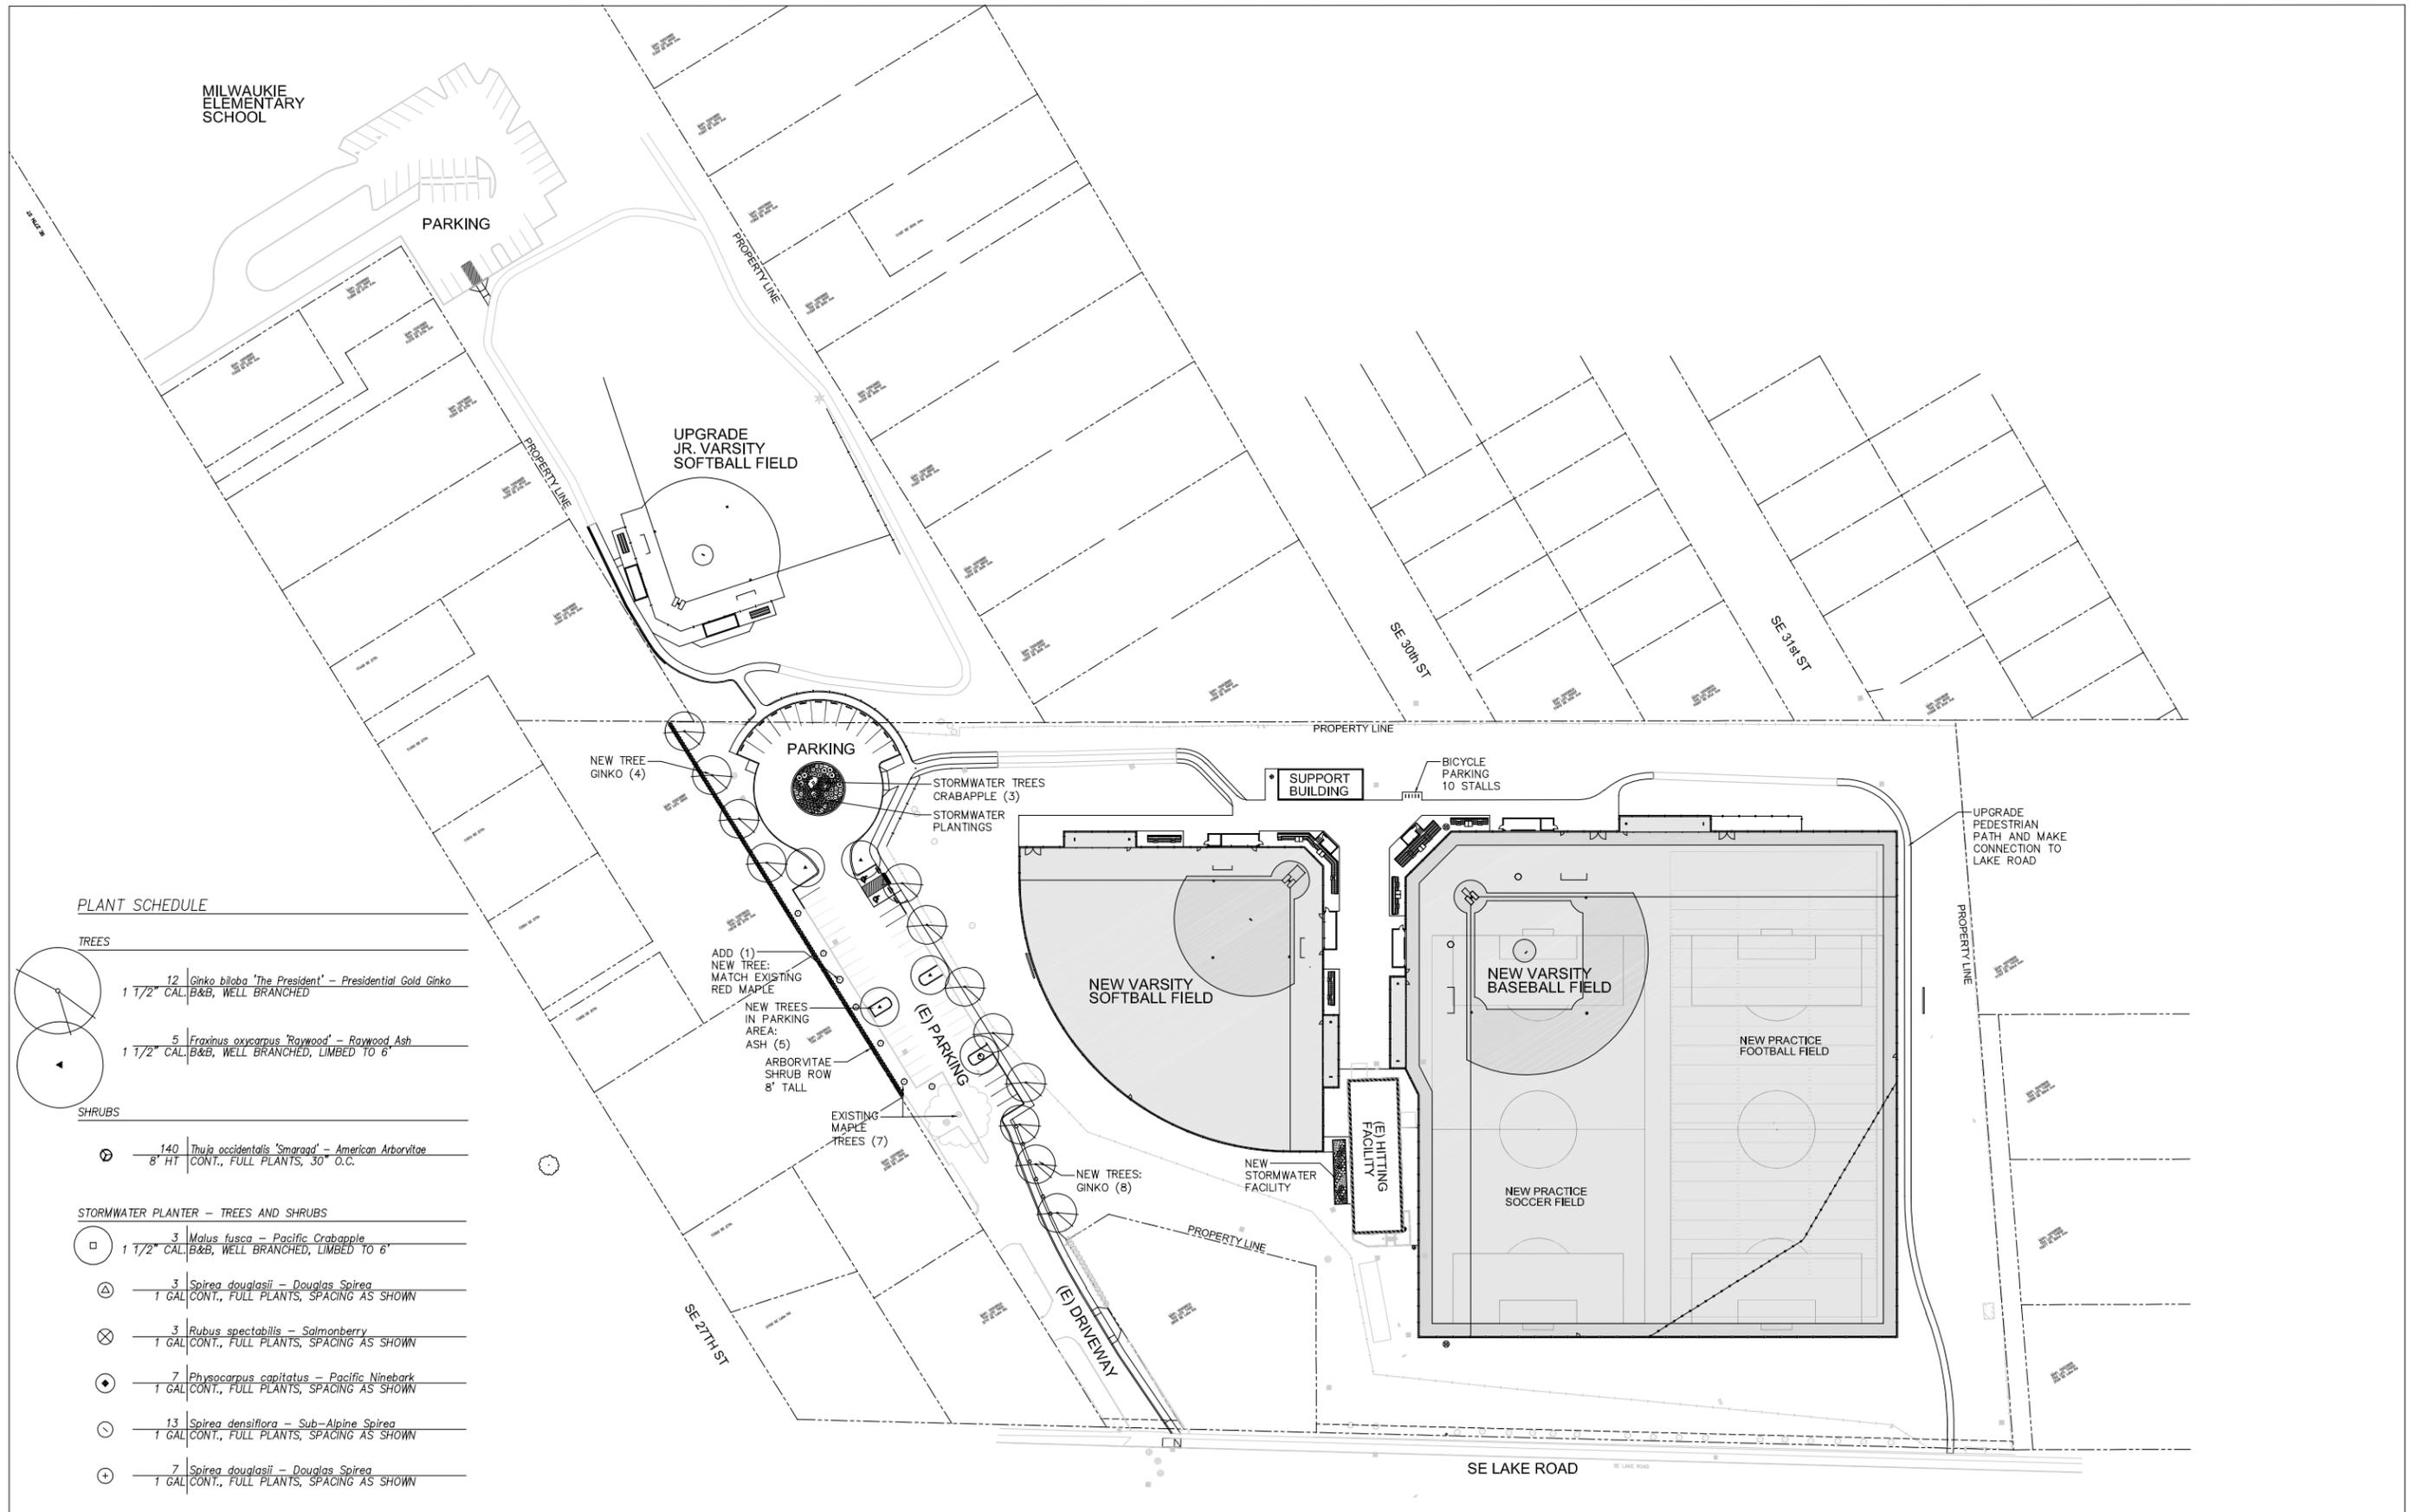 MILWAUKIE
ELEMENTARY
SCHOOL
PARKING
PROPERTY LINE
UPGRADE
JR. VARSITY
SOFTBALL FIELD
PROPERTY LINE
SE 30th ST
SE 31st ST
PROPERTY LINE
PARKING
NEW TREE
GINKO (4)
STORMWATER TREES
CRABAPPLE (3)
STORMWATER
PLANTINGS
SUPPORT
BUILDING
BICYCLE
PARKING
10 STALLS
UPGRADE
PEDESTRIAN
PATH AND MAKE
CONNECTION TO
LAKE ROAD
PROPERTY LINE
ADD (1)
NEW TREE:
MATCH EXISTING
RED MAPLE
NEW TREES
IN PARKING
AREA:
ASH (5)
ARBORVITAE
SHRUB ROW
8' TALL
EXISTING
MAPLE
TREES (7)
(E) PARKING
NEW VARSITY
SOFTBALL FIELD
NEW VARSITY
BASEBALL FIELD
NEW PRACTICE
FOOTBALL FIELD
NEW PRACTICE
SOCCER FIELD
(E) HITTING
FACILITY
NEW
STORMWATER
FACILITY
NEW TREES:
GINKO (8)
PROPERTY LINE
(E) DRIVEWAY
SE 27TH ST
SE LAKE ROAD
SE LAKE ROAD
PLANT SCHEDULE
TREES
12 Ginko biloba 'The President' - Presidential Gold Ginko
1 1/2" CAL. B&B, WELL BRANCHED
5 Fraxinus oxycarpus 'Raywood' - Raywood Ash
1 1/2" CAL. B&B, WELL BRANCHED, LIMBED TO 6'
SHRUBS
140 Thuja occidentalis 'Smaragd' - American Arborvitae
8' HT CONT., FULL PLANTS, 30" O.C.
STORMWATER PLANTER - TREES AND SHRUBS
3 Malus fusca - Pacific Crabapple
1 1/2" CAL. B&B, WELL BRANCHED, LIMBED TO 6'
3 Spirea douglasii - Douglas Spirea
1 GAL CONT., FULL PLANTS, SPACING AS SHOWN
3 Rubus spectabilis - Salmonberry
1 GAL CONT., FULL PLANTS, SPACING AS SHOWN
7 Physocarpus capitatus - Pacific Ninebark
1 GAL CONT., FULL PLANTS, SPACING AS SHOWN
13 Spirea densiflora - Sub-Alpine Spirea
1 GAL CONT., FULL PLANTS, SPACING AS SHOWN
7 Spirea douglasii - Douglas Spirea
1 GAL CONT., FULL PLANTS, SPACING AS SHOWN